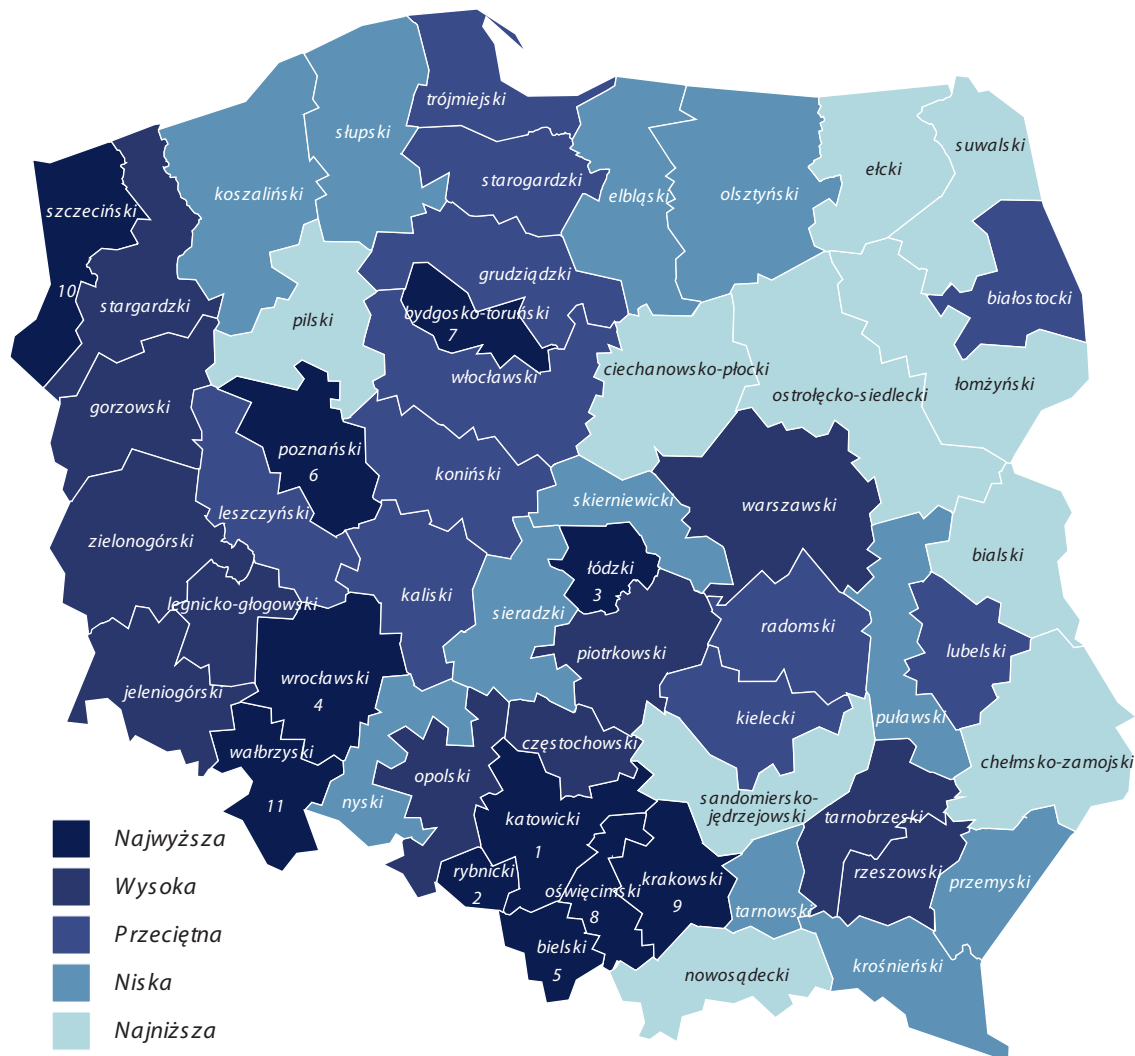 trójmiejski
słupski
suwalski
ełcki
starogardzki
koszaliński
elbląski
olsztyński
szczeciński
grudziądzki
10
białostocki
stargardzki
bydgosko-toruński
7
pilski
ciechanowsko-płocki
włocławski
łomżyński
ostrołęcko-siedlecki
gorzowski
poznański
6
koniński
skierniewicki
warszawski
leszczyński
zielonogórski
bialski
łódzki
3
kaliski
legnicko-głogowski
sieradzki
radomski
lubelski
piotrkowski
wrocławski
4
jeleniogórski
kielecki
puławski
częstochowski
wałbrzyski
11
chełmsko-zamojski
opolski
nyski
sandomiersko-
jędrzejowski
katowicki
1
tarnobrzeski
rybnicki
2
oświęcimski
8
krakowski
9
rzeszowski
przemyski
tarnowski
bielski
5
nowosądecki
krośnieński
Najwyższa
Wysoka
Przeciętna
Niska
Najniższa